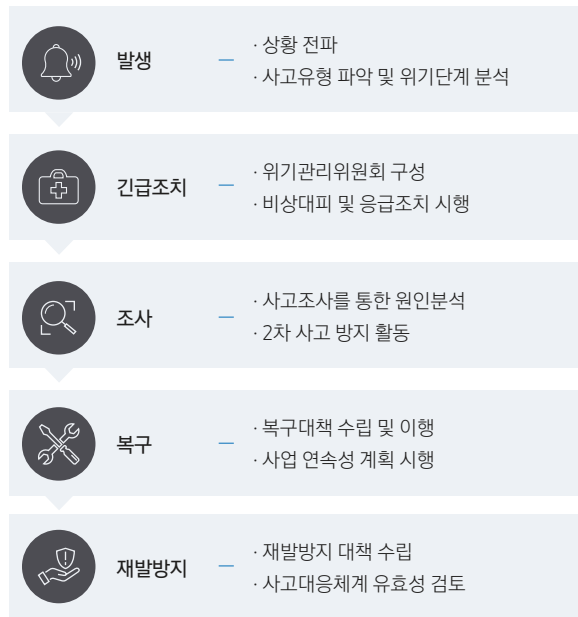 발생
· 상황 전파
· 사고유형 파악 및 위기단계 분석
긴급조치
· 위기관리위원회 구성
· 비상대피 및 응급조치 시행
조사
· 사고조사를 통한 원인분석
· 2차 사고 방지 활동
복구
· 복구대책 수립 및 이행
· 사업 연속성 계획 시행
재발방지
· 재발방지 대책 수립
· 사고대응체계 유효성 검토